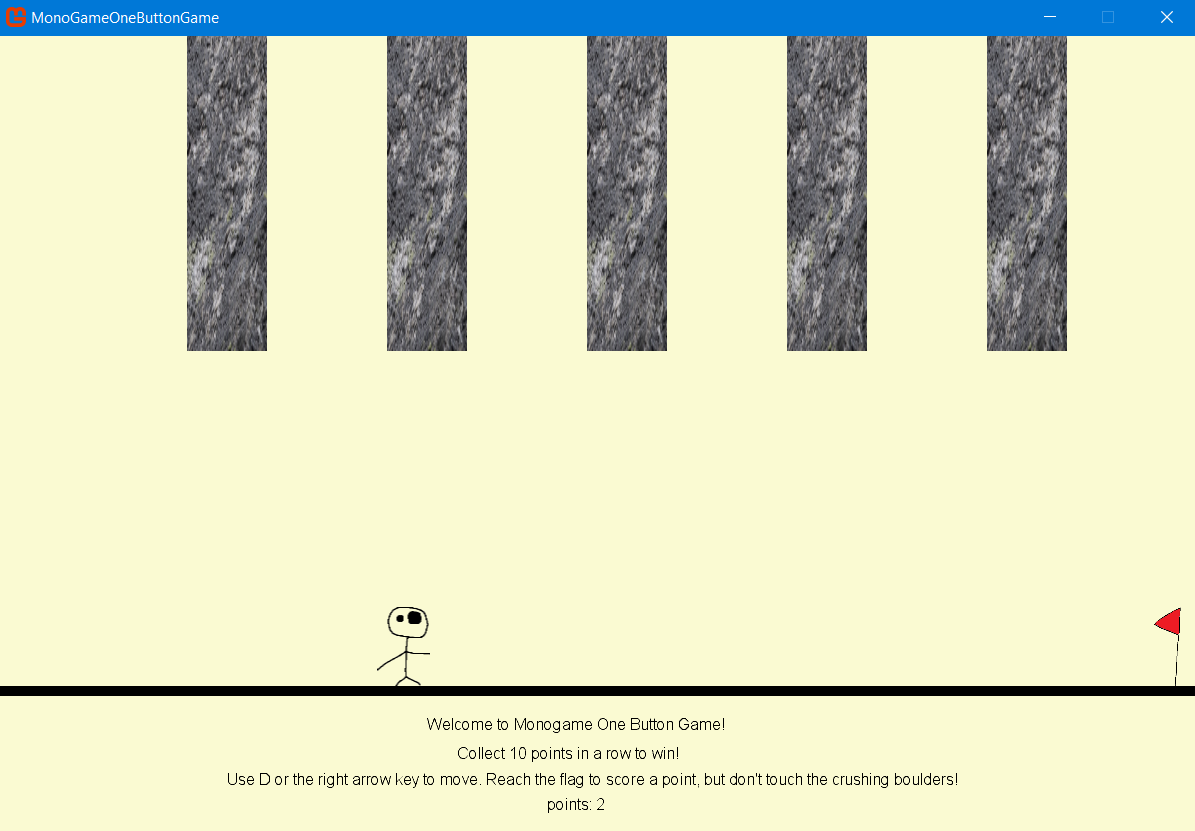 MonoGameOneButtonGame
Welcome to Monogame One Button Game!
Collect 10 points in a row to win!
Use D or the right arrow key to move. Reach the flag to score a point, but don't touch the crushing boulders!
points: 2